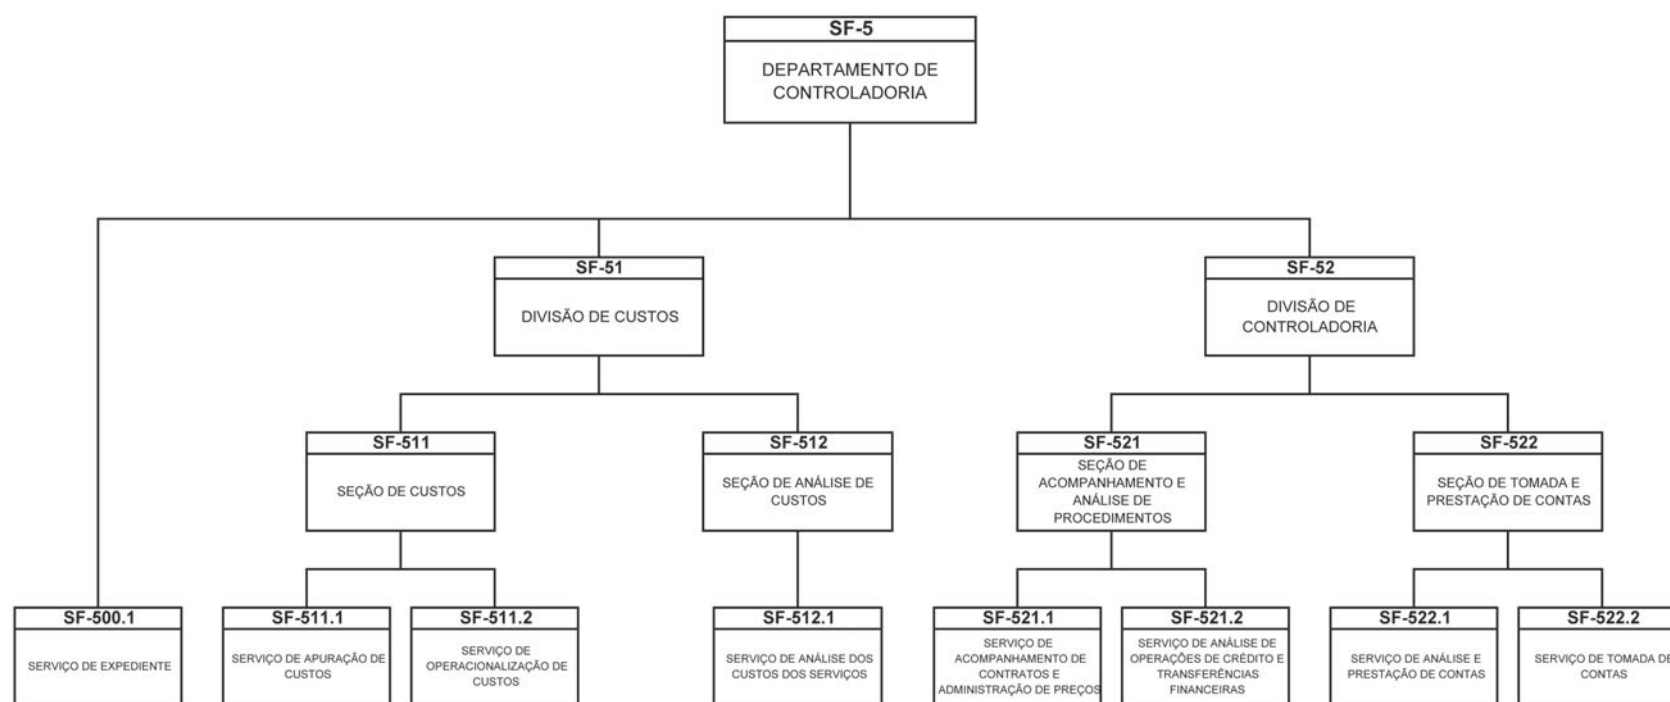 SF-5
DEPARTAMENTO DE
CONTROLADORIA
SF-51
DIVISÃO DE CUSTOS
SF-52
DIVISÃO DE
CONTROLADORIA
SF-511
SEÇÃO DE CUSTOS
SF-512
SEÇÃO DE ANÁLISE DE
CUSTOS
SF-521
SEÇÃO DE
ACOMPANHAMENTO E
ANÁLISE DE
PROCEDIMENTOS
SF-522
SEÇÃO DE TOMADA E
PRESTAÇÃO DE CONTAS
SF-500.1
SERVIÇO DE EXPEDIENTE
SF-511.1
SERVIÇO DE APURAÇÃO DE
CUSTOS
SF-511.2
SERVIÇO DE
OPERACIONALIZAÇÃO DE
CUSTOS
SF-512.1
SERVIÇO DE ANÁLISE DOS
CUSTOS DOS SERVIÇOS
SF-521.1
SERVIÇO DE
ACOMPANHAMENTO DE
CONTRATOS E
ADMINISTRAÇÃO DE PREÇOS
SF-521.2
SERVIÇO DE ANÁLISE DE
OPERAÇÕES DE CRÉDITO E
TRANSFERÊNCIAS
FINANCEIRAS
SF-522.1
SERVIÇO DE ANÁLISE E
PRESTAÇÃO DE CONTAS
SF-522.2
SERVIÇO DE TOMADA DE
CONTAS